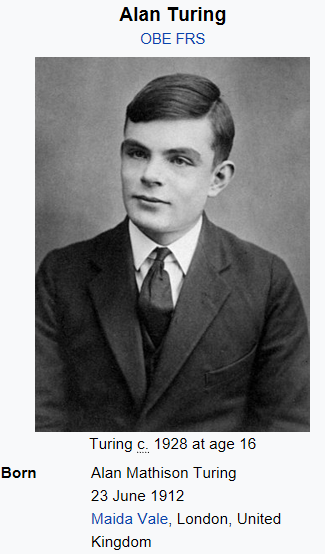 Alan Turing
OBE FRS
Turing c. 1928 at age 16
Born
Alan Mathison Turing
23 June 1912
Maida Vale, London, United
Kingdom